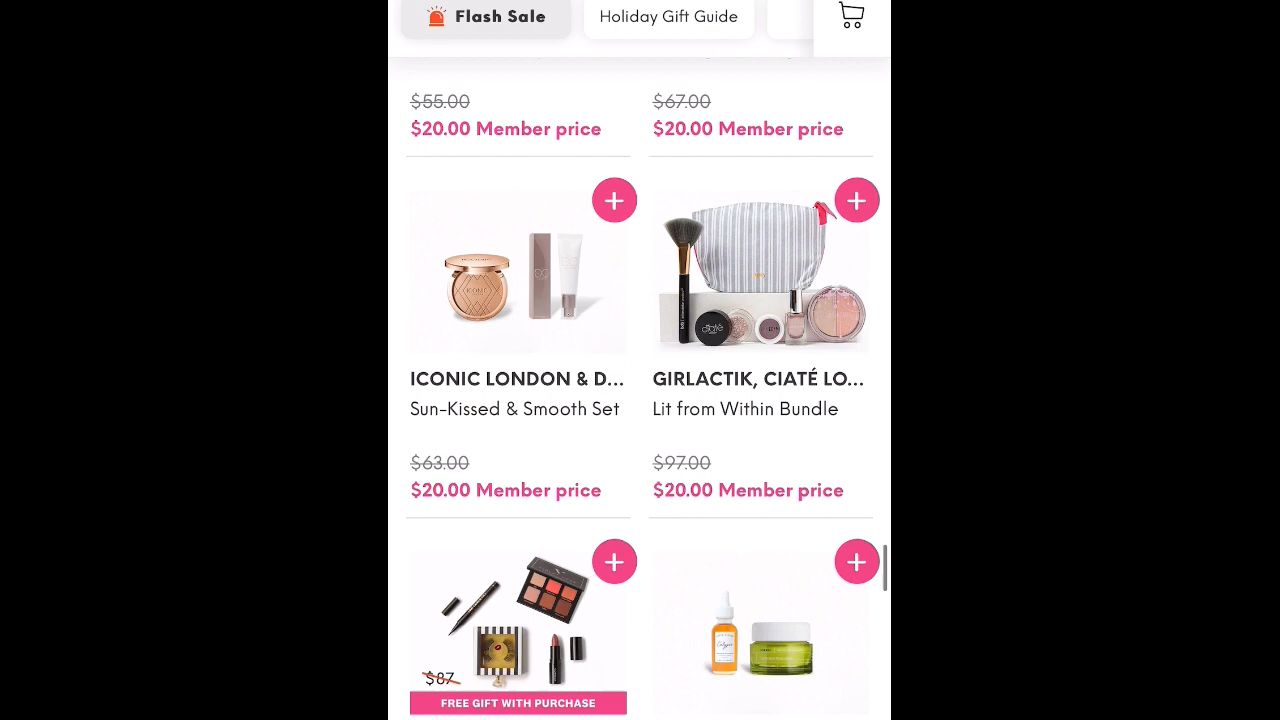 Flash Sale
Holiday Gift Guide
$55.00
$67.00
$20.00 Member price
$20.00 Member price
ICONIC
ciaté
ICONIC LONDON & D...
GIRLACTIK, CIATÉ LO...
Sun-Kissed & Smooth Set
Lit from Within Bundle
$63.00
$97.00
$20.00 Member price
$20.00 Member price
$87
FREE GIFT WITH PURCHASE